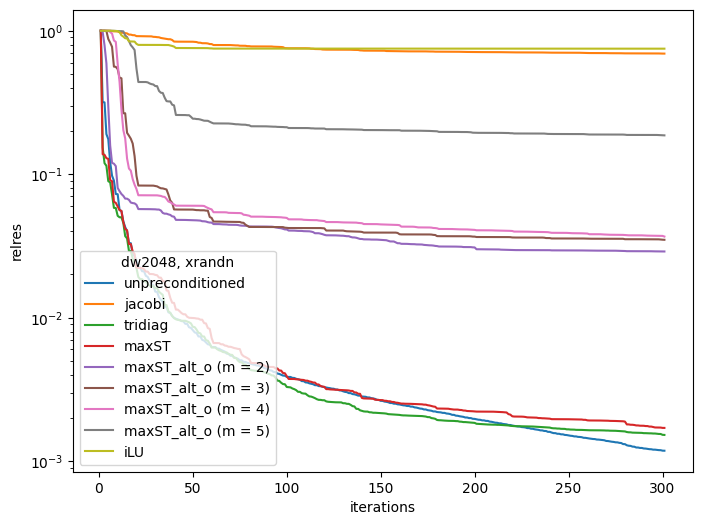 10⁰
10⁻¹
10⁻²
10⁻³
relres
dw2048, xrandn
unpreconditioned
jacobi
tridiag
maxST
maxST_alt_o (m = 2)
maxST_alt_o (m = 3)
maxST_alt_o (m = 4)
maxST_alt_o (m = 5)
iLU
0 50 100 150 200 250 300
iterations